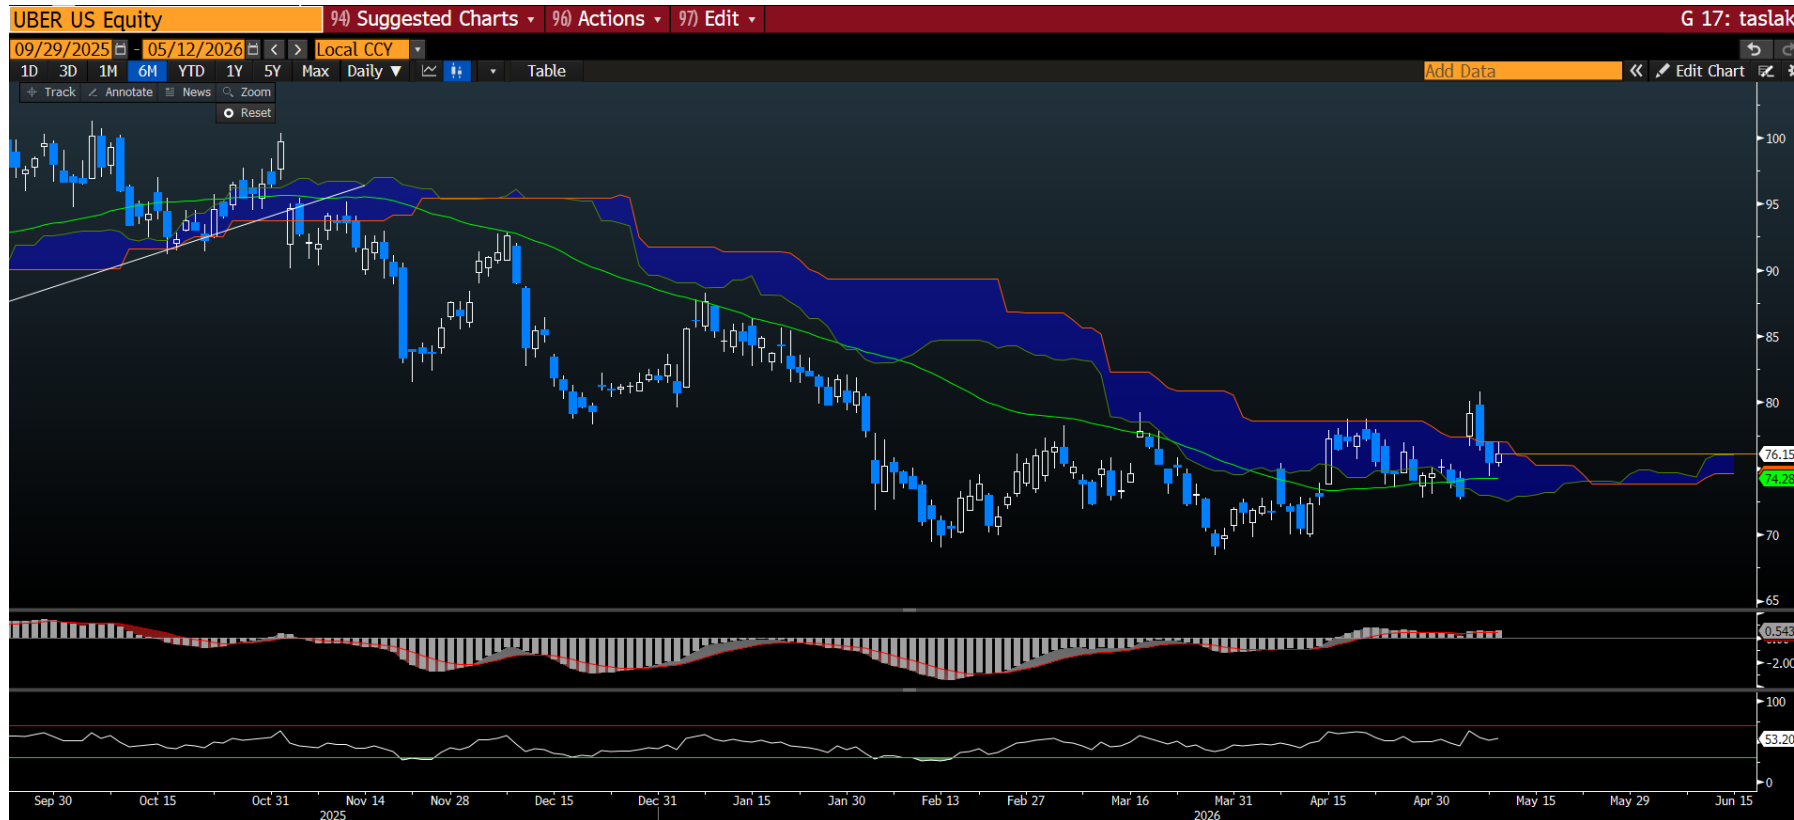 UBER US Equity 94) Suggested Charts 96) Actions 97) Edit G 17: taslak
09/29/2025 - 05/12/2026 Local CCY
1D 3D 1M 6M YTD 1Y 5Y Max Daily ▼ Table Add Data « Edit Chart
Track Annotate News Zoom
Reset
100
95
90
85
80
76.15
74.28
70
65
0.543
-2.00
100
53.20
0
Sep 30 Oct 15 Oct 31 Nov 14 Nov 28 Dec 15 Dec 31 Jan 15 Jan 30 Feb 13 Feb 27 Mar 16 Mar 31 Apr 15 Apr 30 May 15 May 29 Jun 15
2025 2026